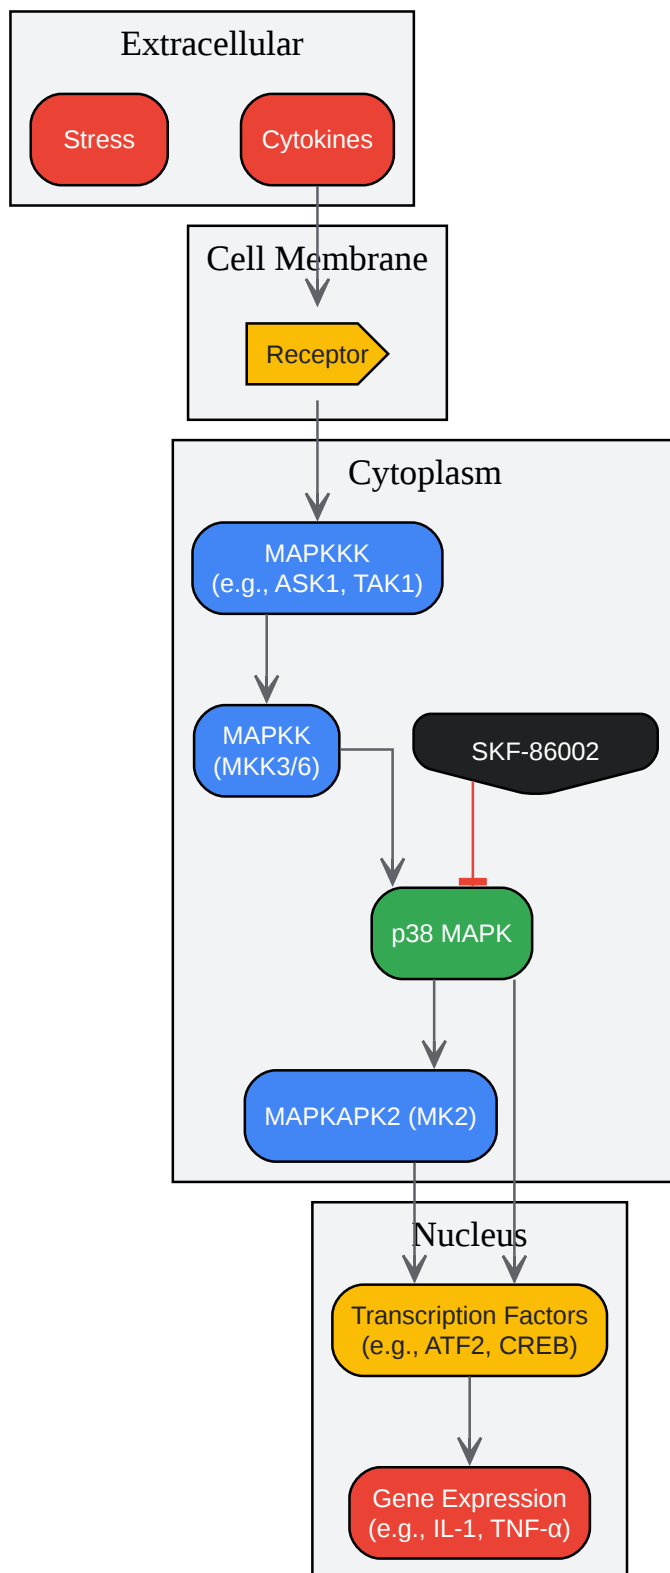 Extracellular
Stress
Cytokines
Cell Membrane
Receptor
Cytoplasm
MAPKKK
(e.g., ASK1, TAK1)
MAPKK
(MKK3/6)
SKF-86002
p38 MAPK
MAPKAPK2 (MK2)
Nucleus
Transcription Factors
(e.g., ATF2, CREB)
Gene Expression
(e.g., IL-1, TNF-α)